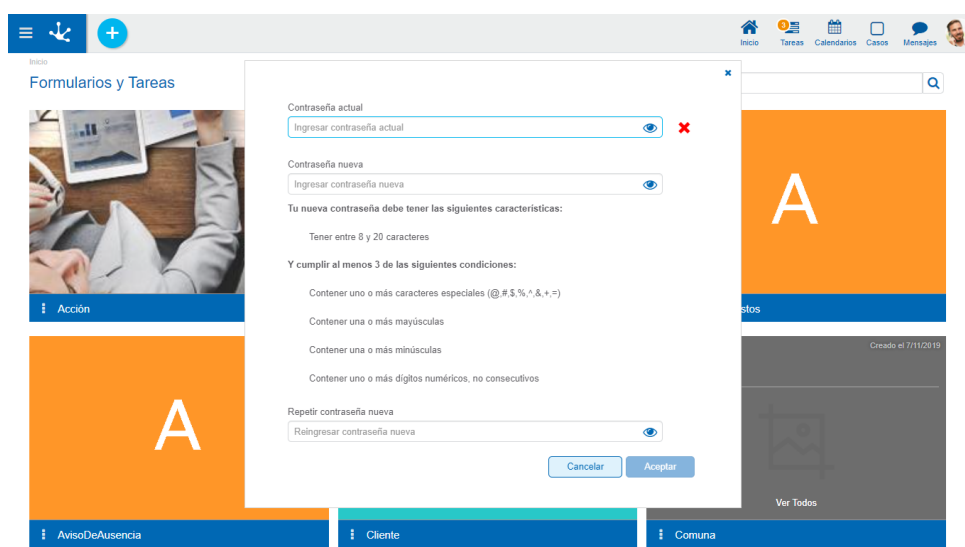 3
Inicio
Tareas
Calendarios
Casos
Mensajes
Inicio
Formularios y Tareas
Contraseña actual
Ingresar contraseña actual
Contraseña nueva
Ingresar contraseña nueva
Tu nueva contraseña debe tener las siguientes características:
Tener entre 8 y 20 caracteres
Y cumplir al menos 3 de las siguientes condiciones:
Contener uno o más caracteres especiales (@,#,$,%,^,&,+,=)
Contener una o más mayúsculas
Contener una o más minúsculas
Contener uno o más dígitos numéricos, no consecutivos
Repetir contraseña nueva
Reingresar contraseña nueva
Cancelar
Aceptar
A
Acción
stos
Creado el 7/11/2019
A
Ver Todos
AvisoDeAusencia
Cliente
Comuna